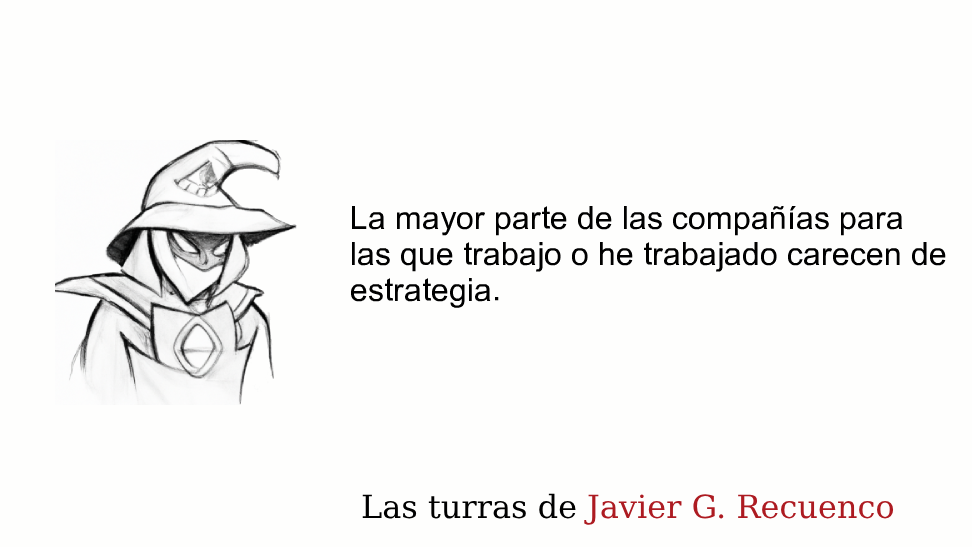 La mayor parte de las compañías para
las que trabajo o he trabajado carecen de
estrategia.
Las turras de Javier G. Recuenco